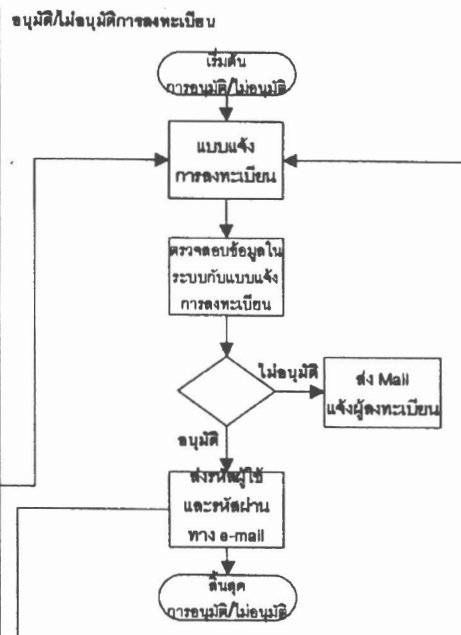 อนุมัติ/ไม่อนุมัติการลงทะเบียน
เริ่มต้น
การอนุมัติ/ไม่อนุมัติ
แบบแจ้ง
การลงทะเบียน
ตรวจสอบข้อมูลใน
ระบบกับแบบแจ้ง
การลงทะเบียน
ไม่อนุมัติ
ส่ง Mail
แจ้งผู้ลงทะเบียน
อนุมัติ
ส่งรหัสผู้ใช้
และรหัสผ่าน
ทาง e-mail
สิ้นสุด
การอนุมัติ/ไม่อนุมัติ